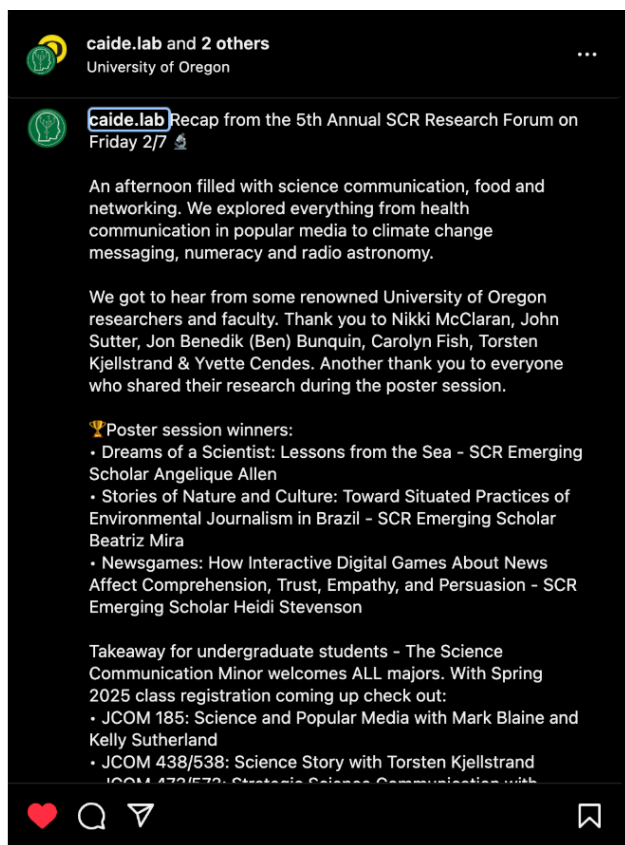 caide.lab and 2 others
University of Oregon
caide.lab Recap from the 5th Annual SCR Research Forum on
Friday 2/7 🔬
An afternoon filled with science communication, food and
networking. We explored everything from health
communication in popular media to climate change
messaging, numeracy and radio astronomy.
We got to hear from some renowned University of Oregon
researchers and faculty. Thank you to Nikki McClaran, John
Sutter, Jon Benedik (Ben) Bunquin, Carolyn Fish, Torsten
Kjellstrand & Yvette Cendes. Another thank you to everyone
who shared their research during the poster session.
🏆Poster session winners:
• Dreams of a Scientist: Lessons from the Sea - SCR Emerging
Scholar Angelique Allen
• Stories of Nature and Culture: Toward Situated Practices of
Environmental Journalism in Brazil - SCR Emerging Scholar
Beatriz Mira
• Newsgames: How Interactive Digital Games About News
Affect Comprehension, Trust, Empathy, and Persuasion - SCR
Emerging Scholar Heidi Stevenson
Takeaway for undergraduate students - The Science
Communication Minor welcomes ALL majors. With Spring
2025 class registration coming up check out:
• JCOM 185: Science and Popular Media with Mark Blaine and
Kelly Sutherland
• JCOM 438/538: Science Story with Torsten Kjellstrand
• JCOM 473/573: Strategic Science Communication with